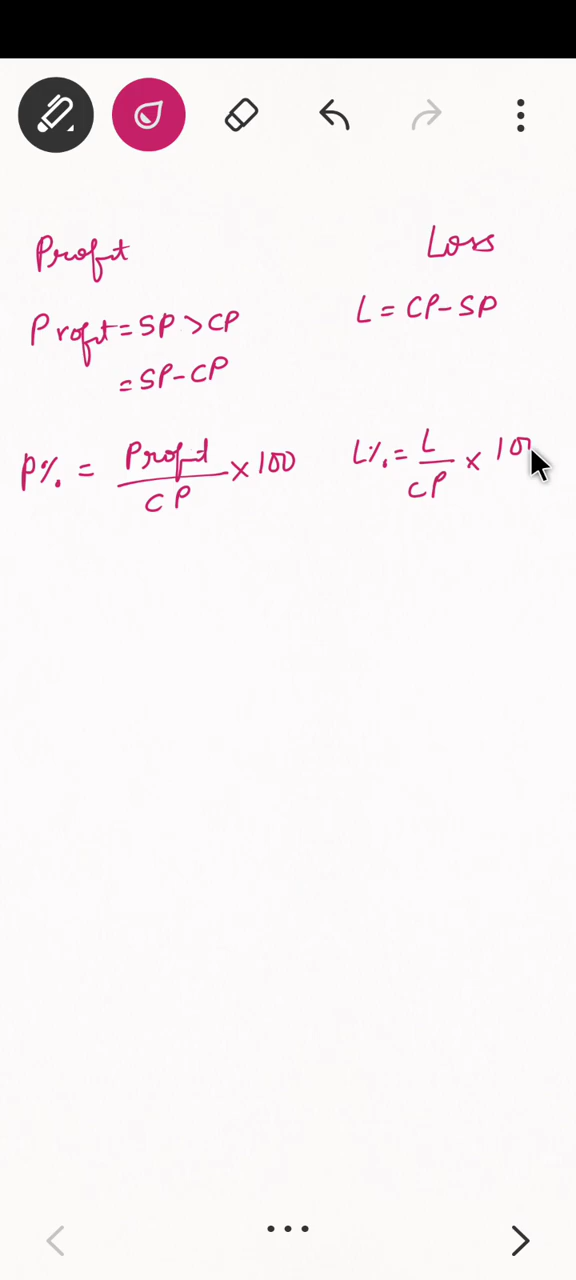 Profit
Loss
Profit = SP > CP
= SP - CP
L = CP - SP
P% = Profit / CP × 100
L% = L / CP × 10